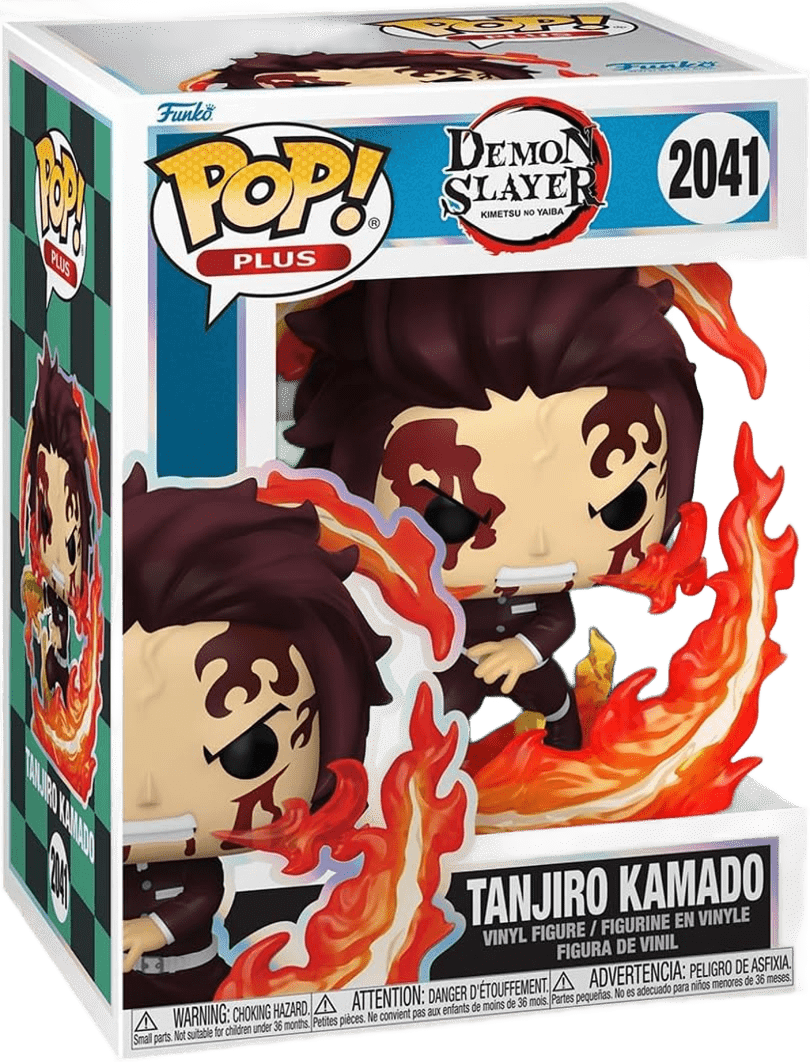 Funko
POP!®
PLUS
DEMON
SLAYER
KIMETSU NO YAIBA
2041
POP!
Funko
POP!
PLUS
TANJIRO KAMADO
2041
TANJIRO KAMADO
VINYL FIGURE / FIGURINE EN VINYLE
FIGURA DE VINIL
WARNING: CHOKING HAZARD.
Small parts. Not suitable for children under 36 months.
ATTENTION: DANGER D'ÉTOUFFEMENT.
Petites pièces. Ne convient pas aux enfants de moins de 36 mois.
ADVERTENCIA: PELIGRO DE ASFIXIA.
Partes pequeñas. No es adecuado para niños menores de 36 meses.